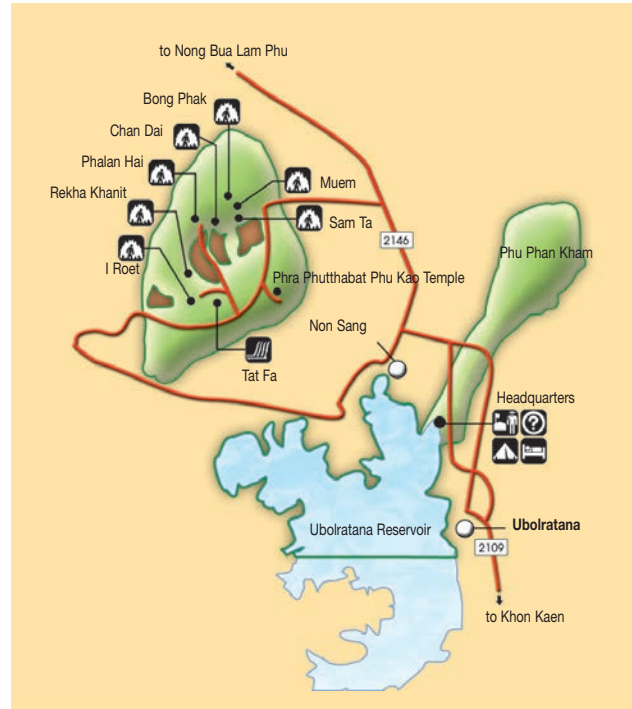 to Nong Bua Lam Phu
Bong Phak
Chan Dai
Phalan Hai
Muem
Rekha Khanit
Sam Ta
2146
I Roet
Phu Phan Kham
Phra Phutthabat Phu Kao Temple
Non Sang
Tat Fa
Headquarters
?
Ubolratana Reservoir
Ubolratana
2109
to Khon Kaen